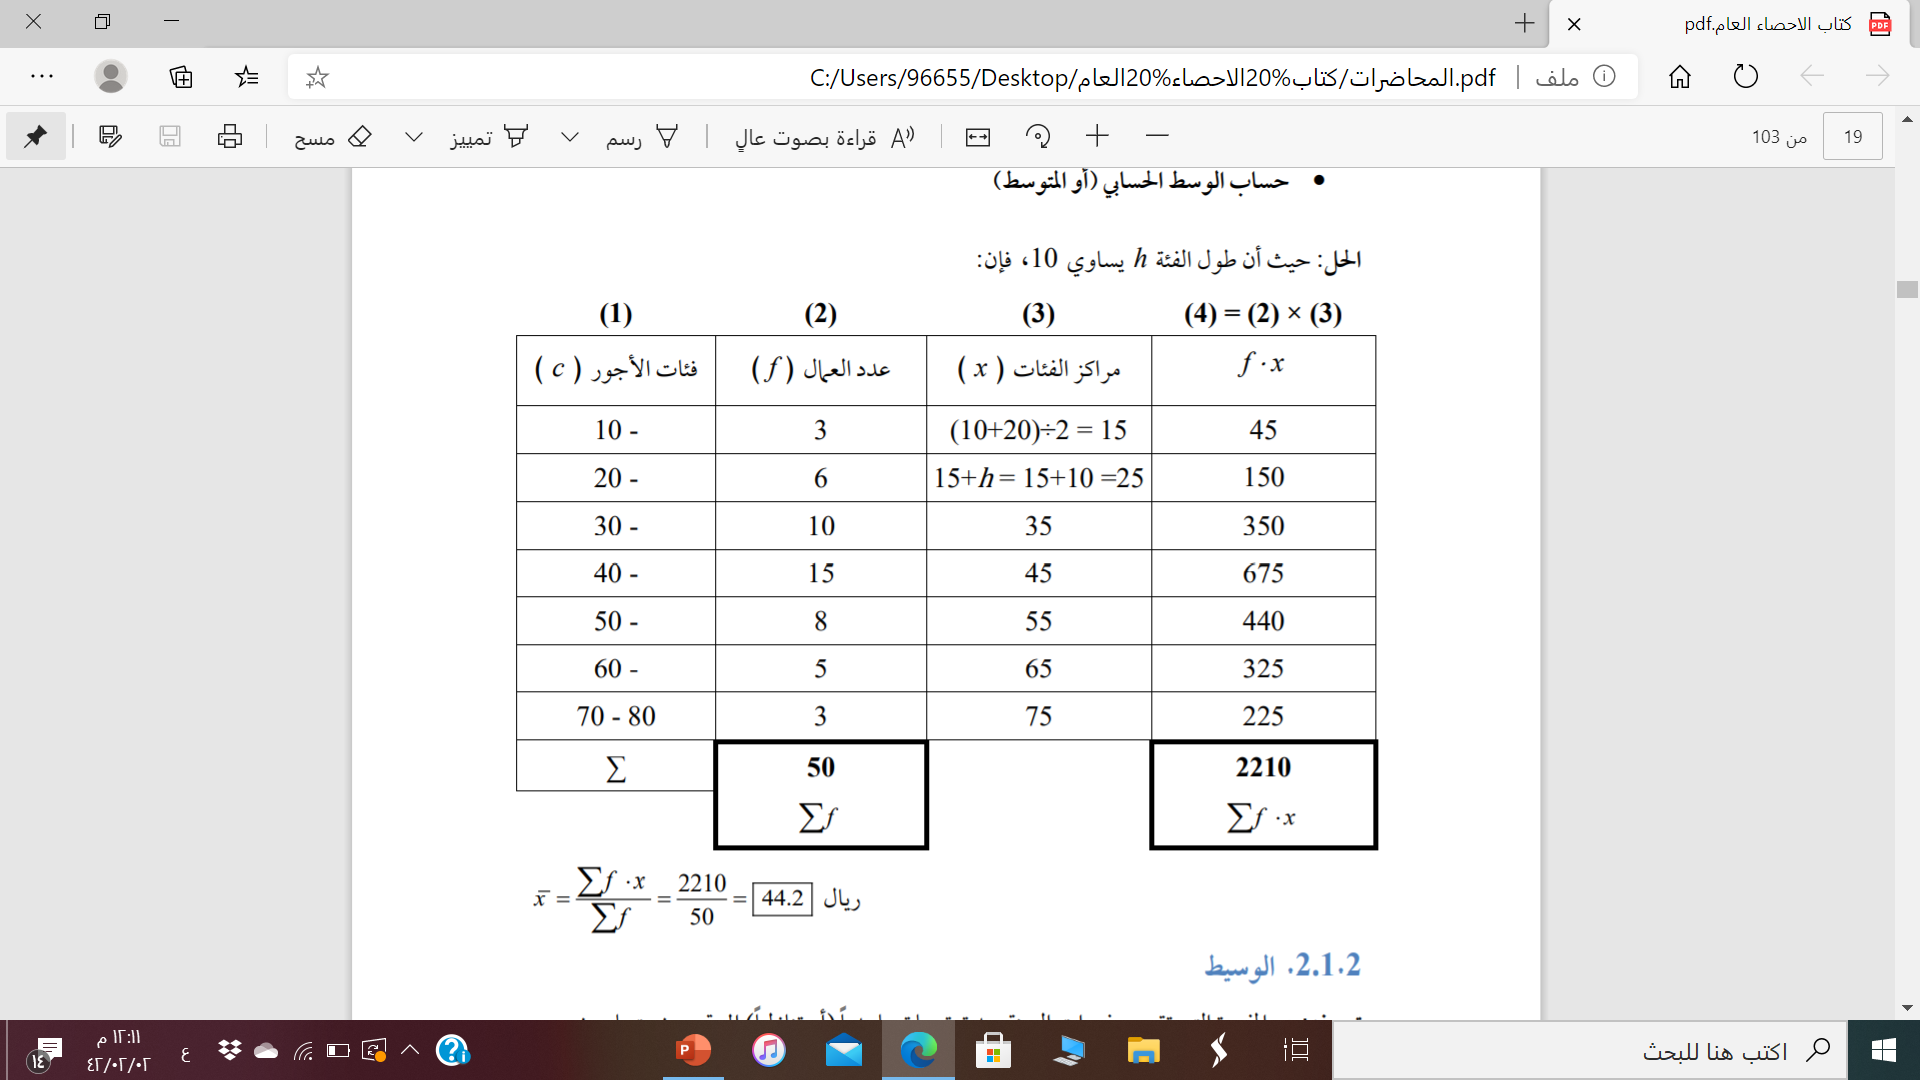 كتاب الاحصاء العام.pdf
ملف
C:/Users/96655/Desktop/المحاضرات/كتاب%20الاحصاء%20العام.pdf
19
من 103
قراءة بصوت عالٍ
رسم
تمييز
مسح
• حساب الوسط الحسابي (أو المتوسط)
الحل: حيث أن طول الفئة h يساوي 10، فإن:
(1) (2) (3) (4) = (2) × (3)
فئات الأجور ( c ) عدد العمال ( f ) مراكز الفئات ( x ) f · x
10 - 3 (10+20)÷2 = 15 45
20 - 6 15+h = 15+10 =25 150
30 - 10 35 350
40 - 15 45 675
50 - 8 55 440
60 - 5 65 325
70 - 80 3 75 225
∑ 50 2210
∑f ∑f · x
x̄ = ∑f · x / ∑f = 2210 / 50 = 44.2 ريال
2.1.2. الوسيط
اكتب هنا للبحث
ع
١٢:١١ م
٤٢/٠٢/٠٢
١٤